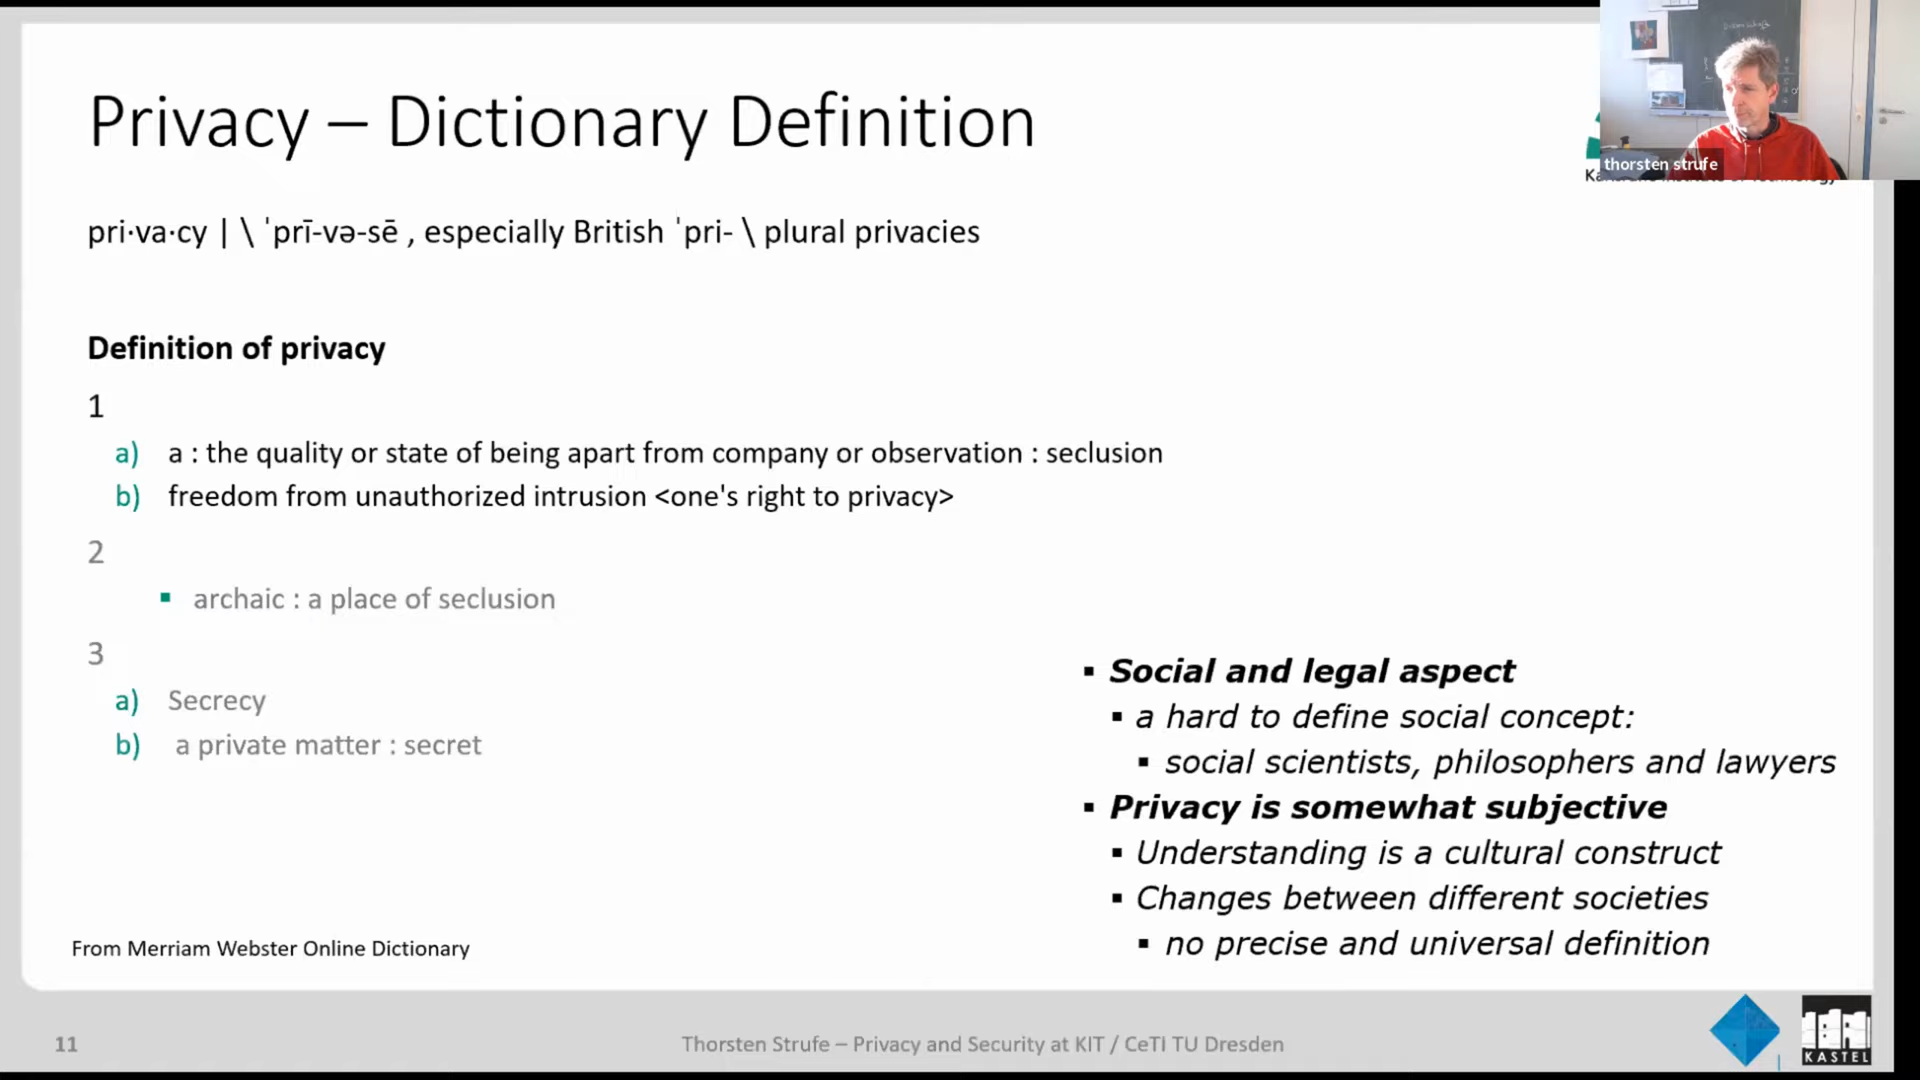 Privacy – Dictionary Definition
thorsten strufe
pri·va·cy | \ ˈprī-və-sē , especially British ˈpri- \ plural privacies
Definition of privacy
1
a) a : the quality or state of being apart from company or observation : seclusion
b) freedom from unauthorized intrusion <one's right to privacy>
2
▪ archaic : a place of seclusion
3
a) Secrecy
b) a private matter : secret
▪ Social and legal aspect
▪ a hard to define social concept:
▪ social scientists, philosophers and lawyers
▪ Privacy is somewhat subjective
▪ Understanding is a cultural construct
▪ Changes between different societies
▪ no precise and universal definition
From Merriam Webster Online Dictionary
11
Thorsten Strufe – Privacy and Security at KIT / CeTI TU Dresden
KASTEL